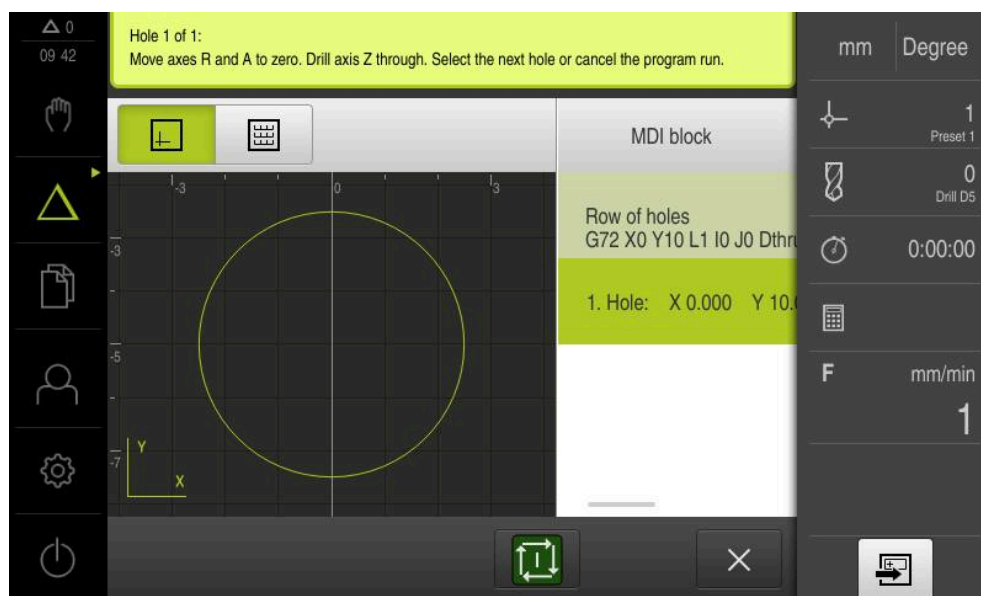 0
09 42
Hole 1 of 1:
Move axes R and A to zero. Drill axis Z through. Select the next hole or cancel the program run.
mm
Degree
MDI block
1
Preset 1
0
Drill D5
0:00:00
F
mm/min
1
-3
0
3
-3
-5
-7
Y
X
Row of holes
G72 X0 Y10 L1 I0 J0 Dthru
1. Hole: X 0.000 Y 10.0